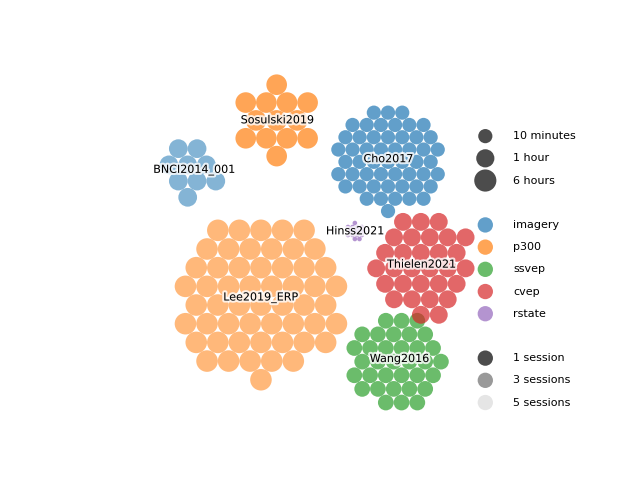 Sosulski2019
BNCI2014_001
Cho2017
Hinss2021
Thielen2021
Lee2019_ERP
Wang2016
10 minutes
1 hour
6 hours
imagery
p300
ssvep
cvep
rstate
1 session
3 sessions
5 sessions